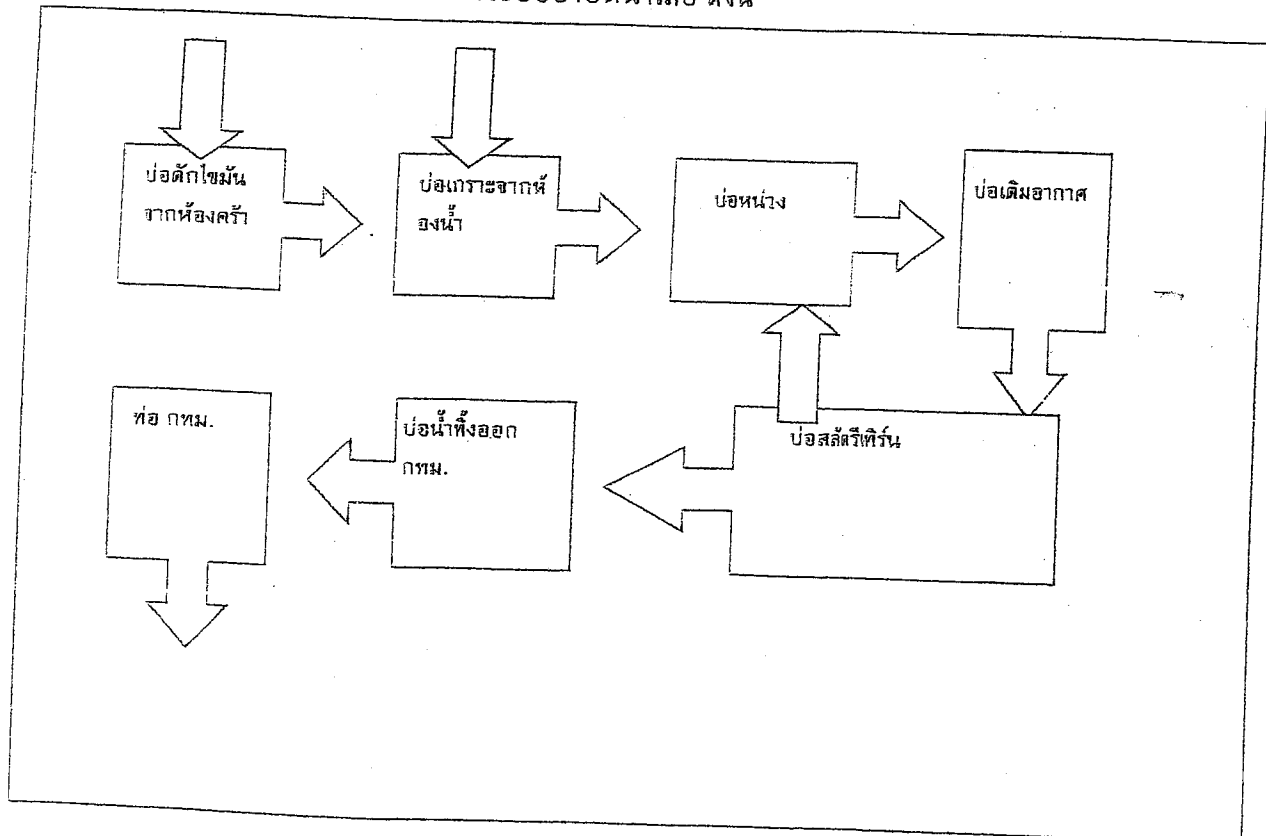 บ่อดักไขมัน
จากห้องครัว
บ่อเกราะจากห้
องน้ำ
บ่อหน่วง
บ่อเติมอากาศ
ท่อ กทม.
บ่อน้ำทิ้งออก
กทม.
บ่อสลัดรีเทิร์น